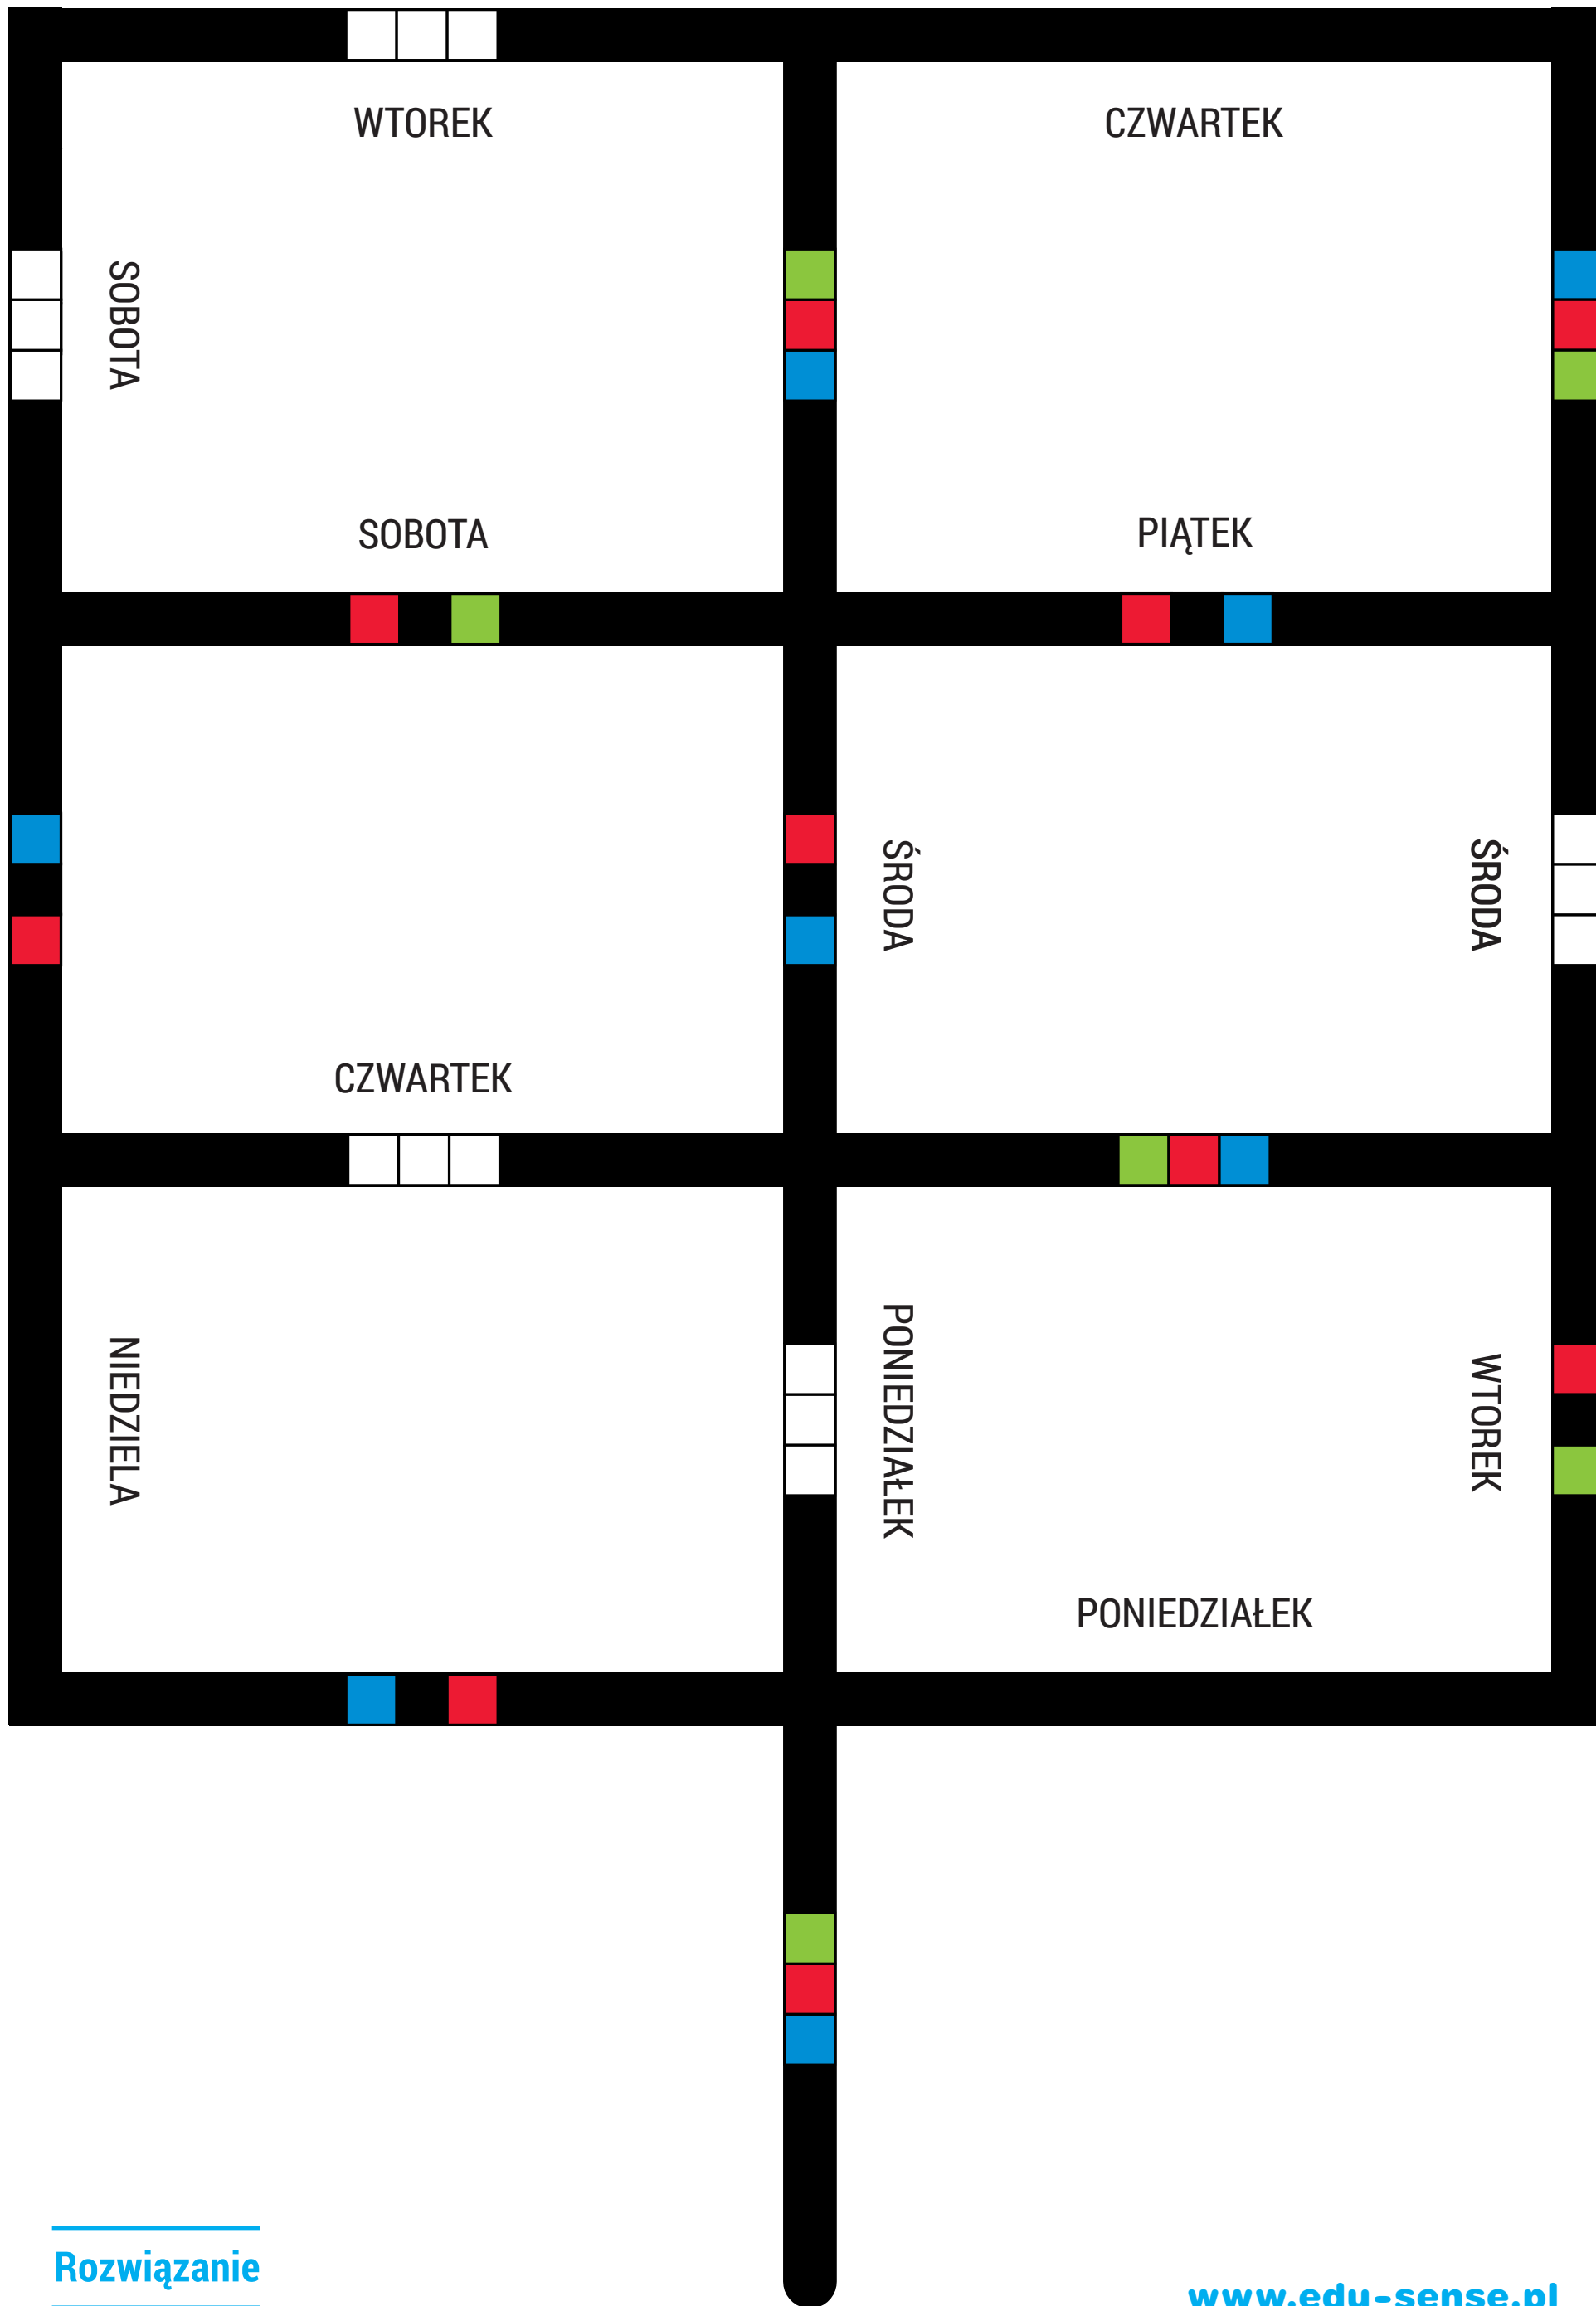 WTOREK
CZWARTEK
SOBOTA
SOBOTA
PIĄTEK
ŚRODA
ŚRODA
CZWARTEK
NIEDZIELA
PONIEDZIAŁEK
WTOREK
PONIEDZIAŁEK
Rozwiązanie
www.edu-sense.pl